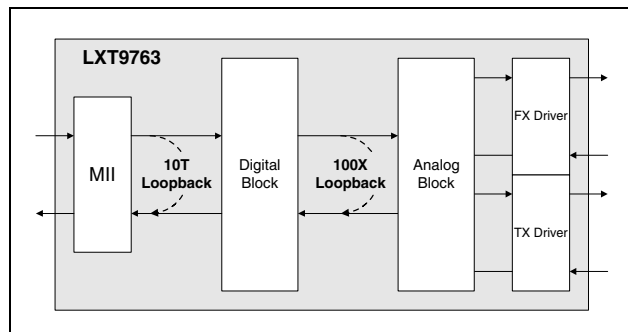 LXT9763
MII
10T
Loopback
Digital
Block
100X
Loopback
Analog
Block
FX Driver
TX Driver